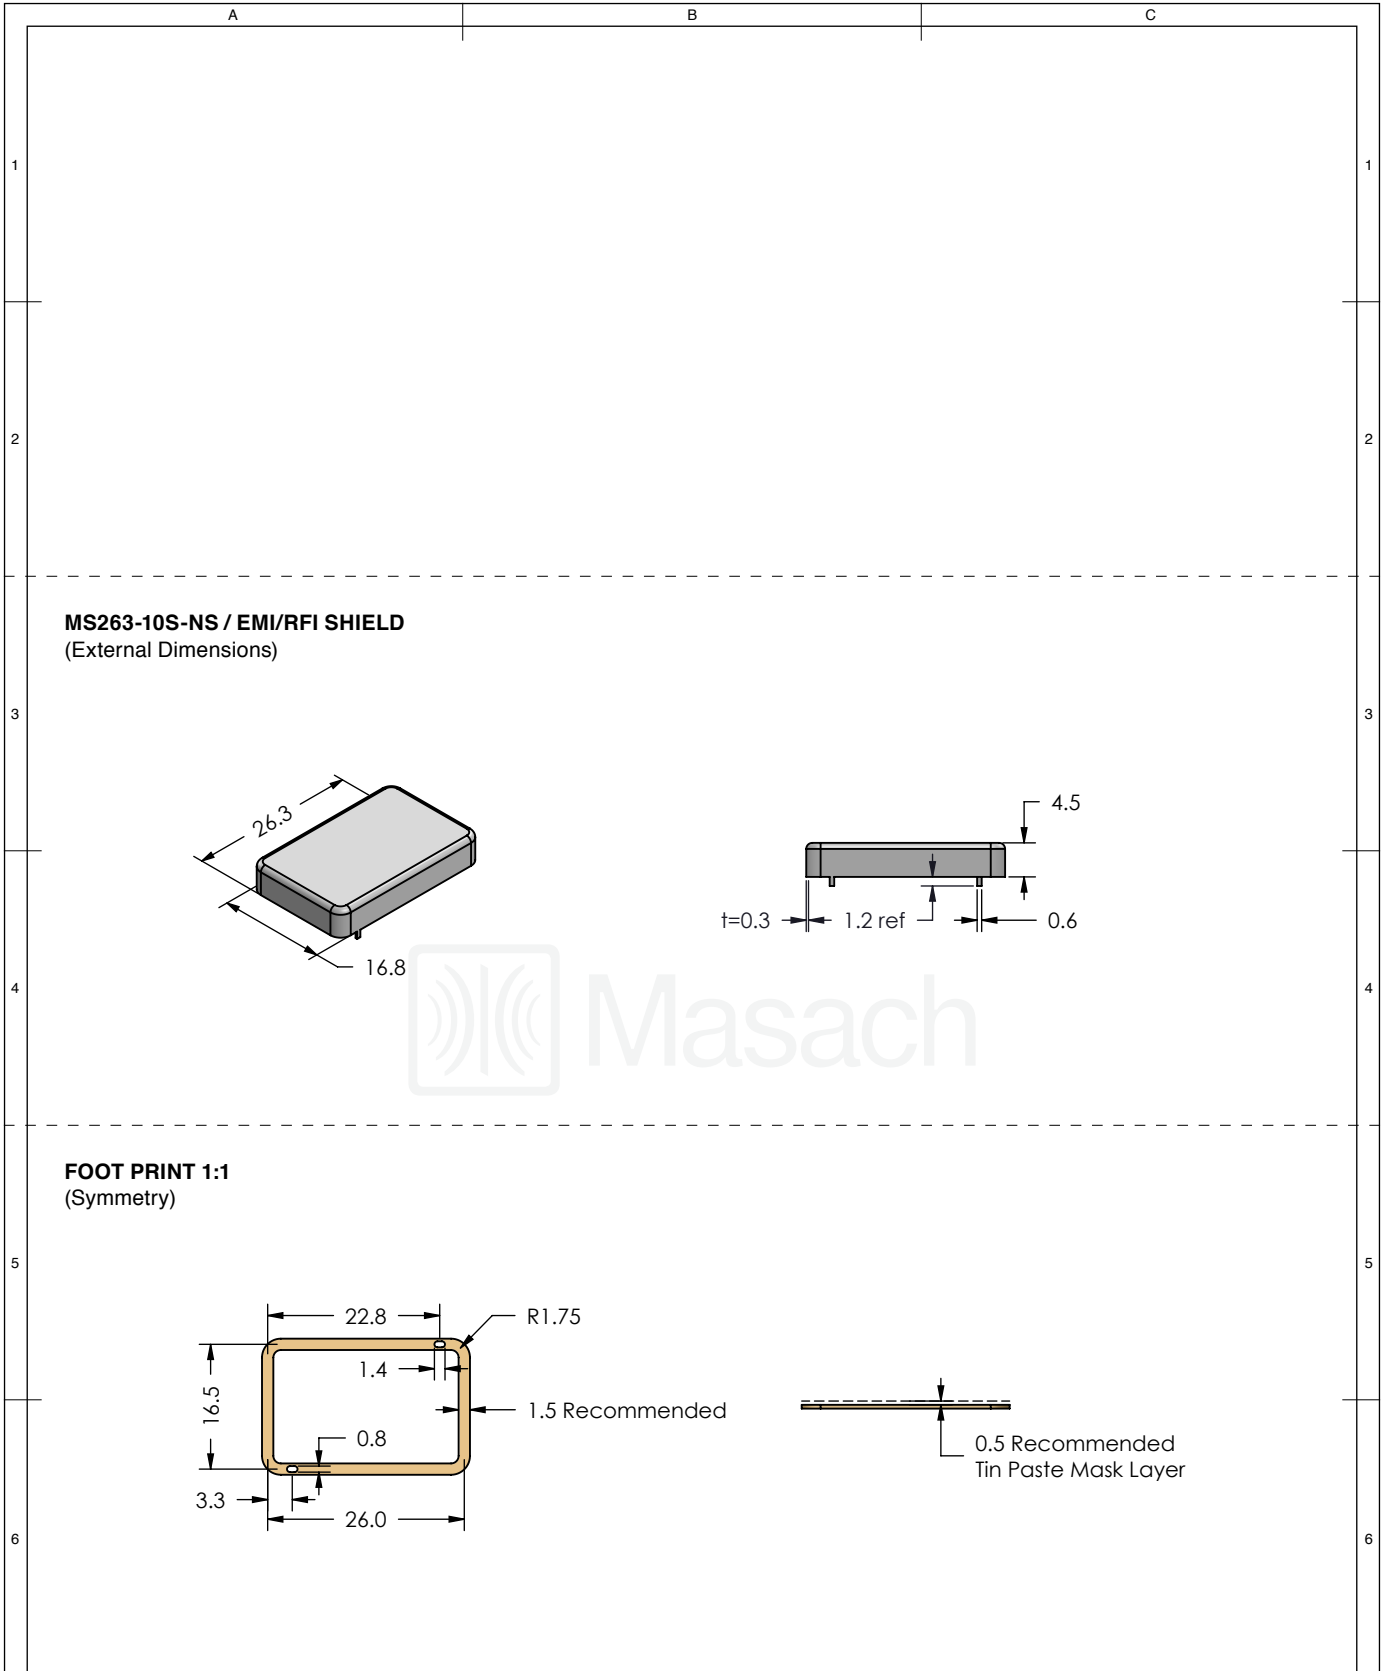 A B C
1 1
2 2
MS263-10S-NS / EMI/RFI SHIELD
(External Dimensions)
3 3
26.3
4.5
t=0.3 1.2 ref 0.6
16.8
4 4
Masach
FOOT PRINT 1:1
(Symmetry)
5 5
22.8 R1.75
1.4
16.5
1.5 Recommended
0.8
0.5 Recommended
Tin Paste Mask Layer
3.3
26.0
6 6